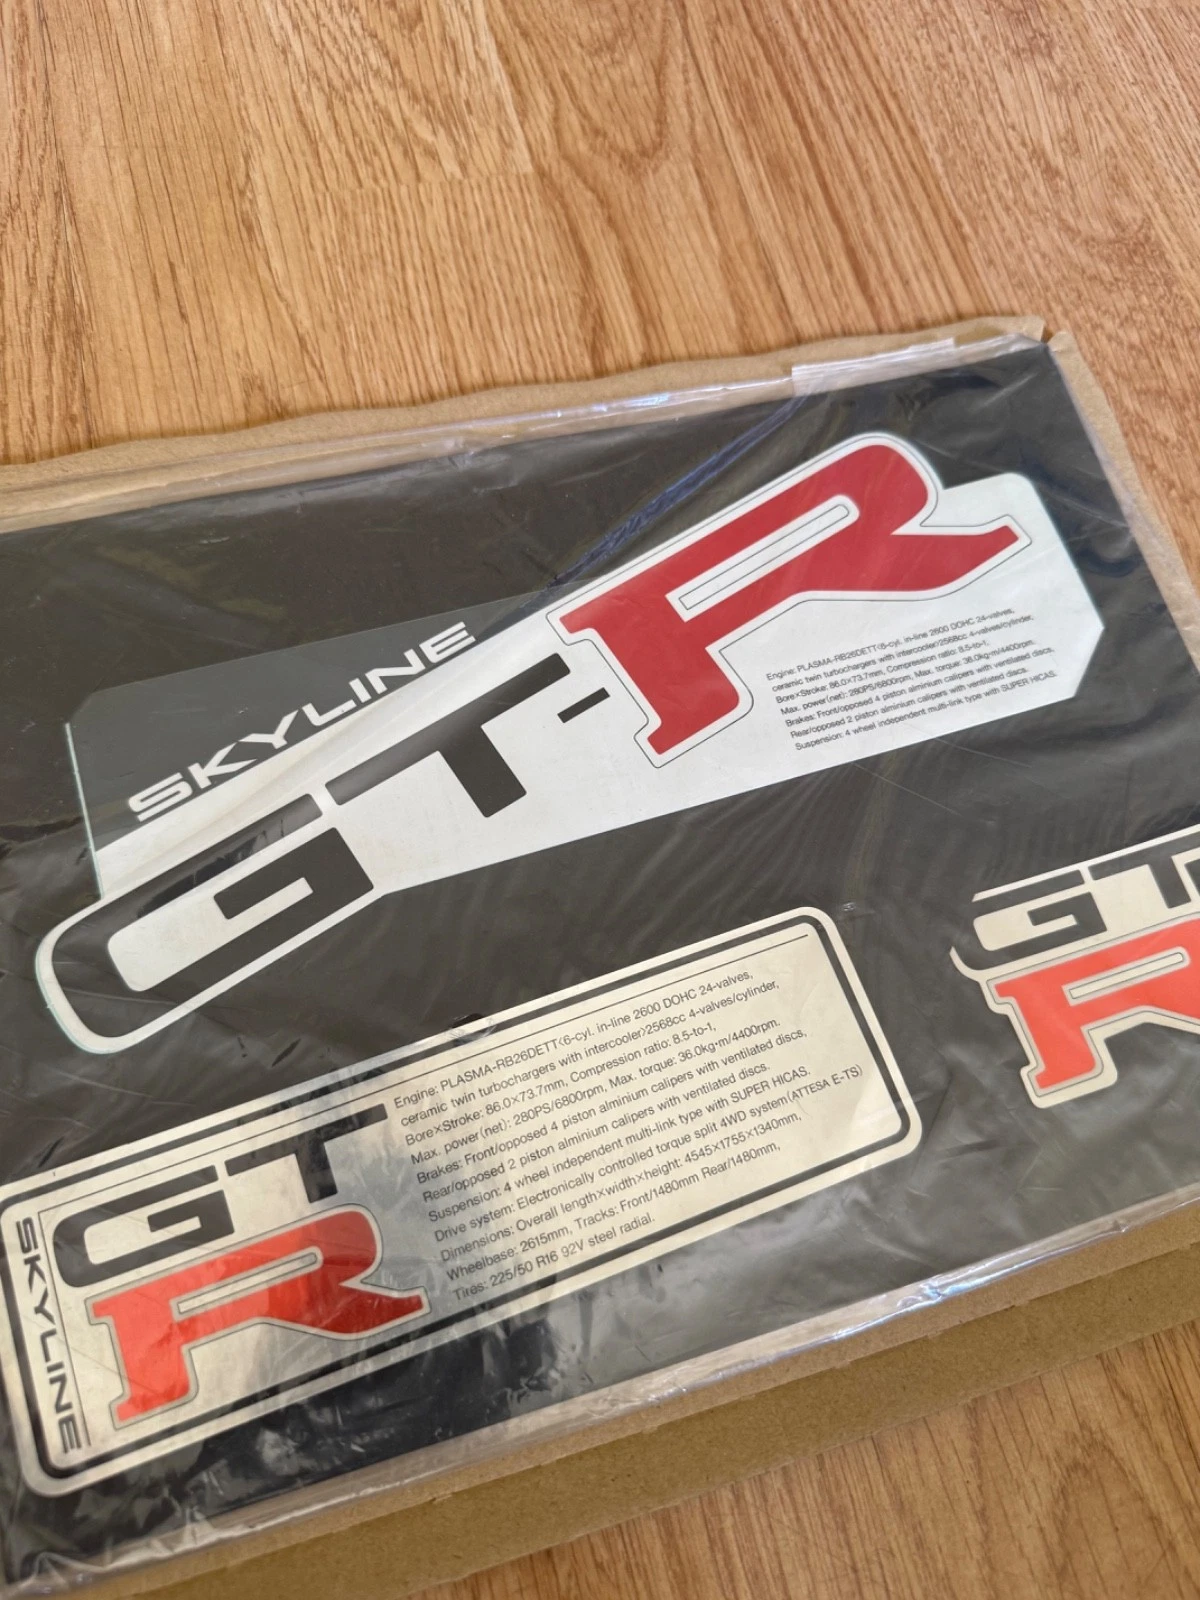 SKYLINE
GT-R
Engine: PLASMA-RB26DETT<6-cyl. in-line 2600 DOHC 24-valves,
ceramic twin turbochargers with intercooler>2568cc 4-valves/cylinder,
Bore×Stroke: 86.0×73.7mm, Compression ratio: 8.5-to-1,
Max. power(net): 280PS/6800rpm, Max. torque: 36.0kg·m/4400rpm.
Brakes: Front/opposed 4 piston alminium calipers with ventilated discs,
Rear/opposed 2 piston alminium calipers with ventilated discs.
Suspension: 4 wheel independent multi-link type with SUPER HICAS.
GT
R
SKYLINE
GT
R
Engine: PLASMA-RB26DETT<6-cyl. in-line 2600 DOHC 24-valves,
ceramic twin turbochargers with intercooler>2568cc 4-valves/cylinder,
Bore×Stroke: 86.0×73.7mm, Compression ratio: 8.5-to-1,
Max. power(net): 280PS/6800rpm, Max. torque: 36.0kg·m/4400rpm.
Brakes: Front/opposed 4 piston alminium calipers with ventilated discs,
Rear/opposed 2 piston alminium calipers with ventilated discs.
Suspension: 4 wheel independent multi-link type with SUPER HICAS.
Drive system: Electronically controlled torque split 4WD system(ATTESA E-TS)
Dimensions: Overall length×width×height: 4545×1755×1340mm,
Wheelbase: 2615mm, Tracks: Front/1480mm Rear/1480mm,
Tires: 225/50 R16 92V steel radial.